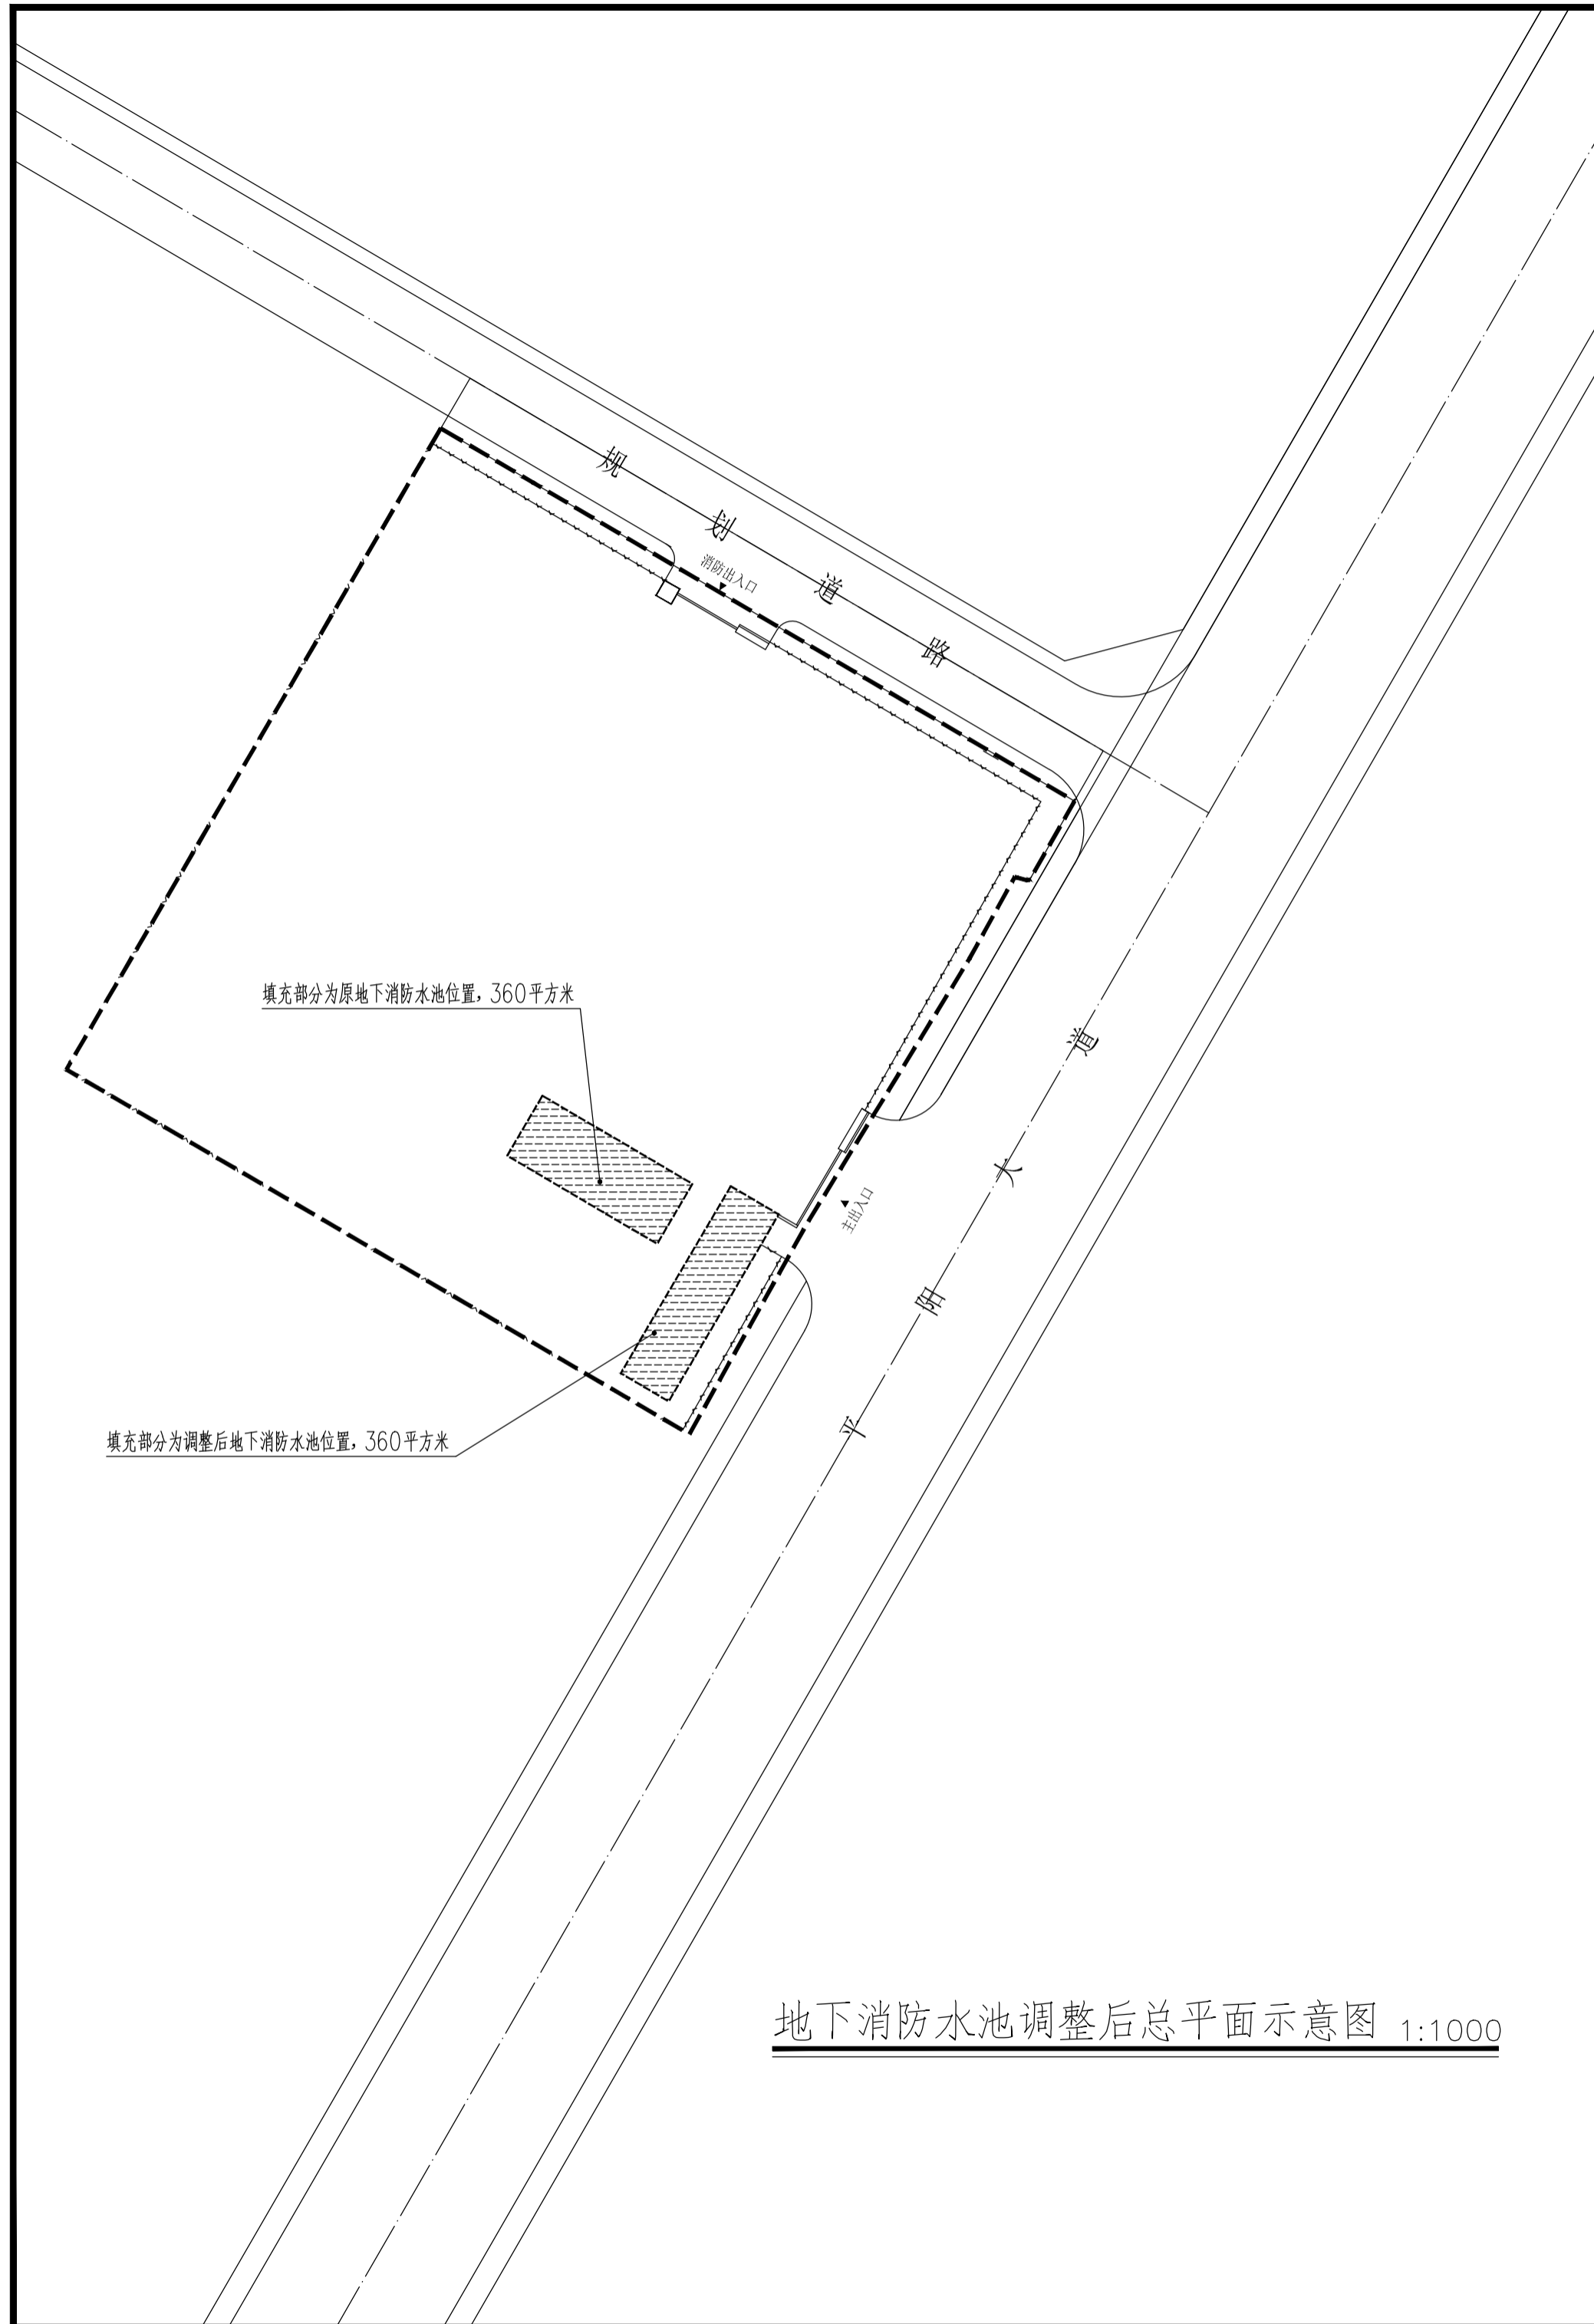 规划道路
消防出入口
填充部分为原地下消防水池位置，360平方米
平阳大道
主出入口
填充部分为调整后地下消防水池位置，360平方米
地下消防水池调整后总平面示意图 1:1000